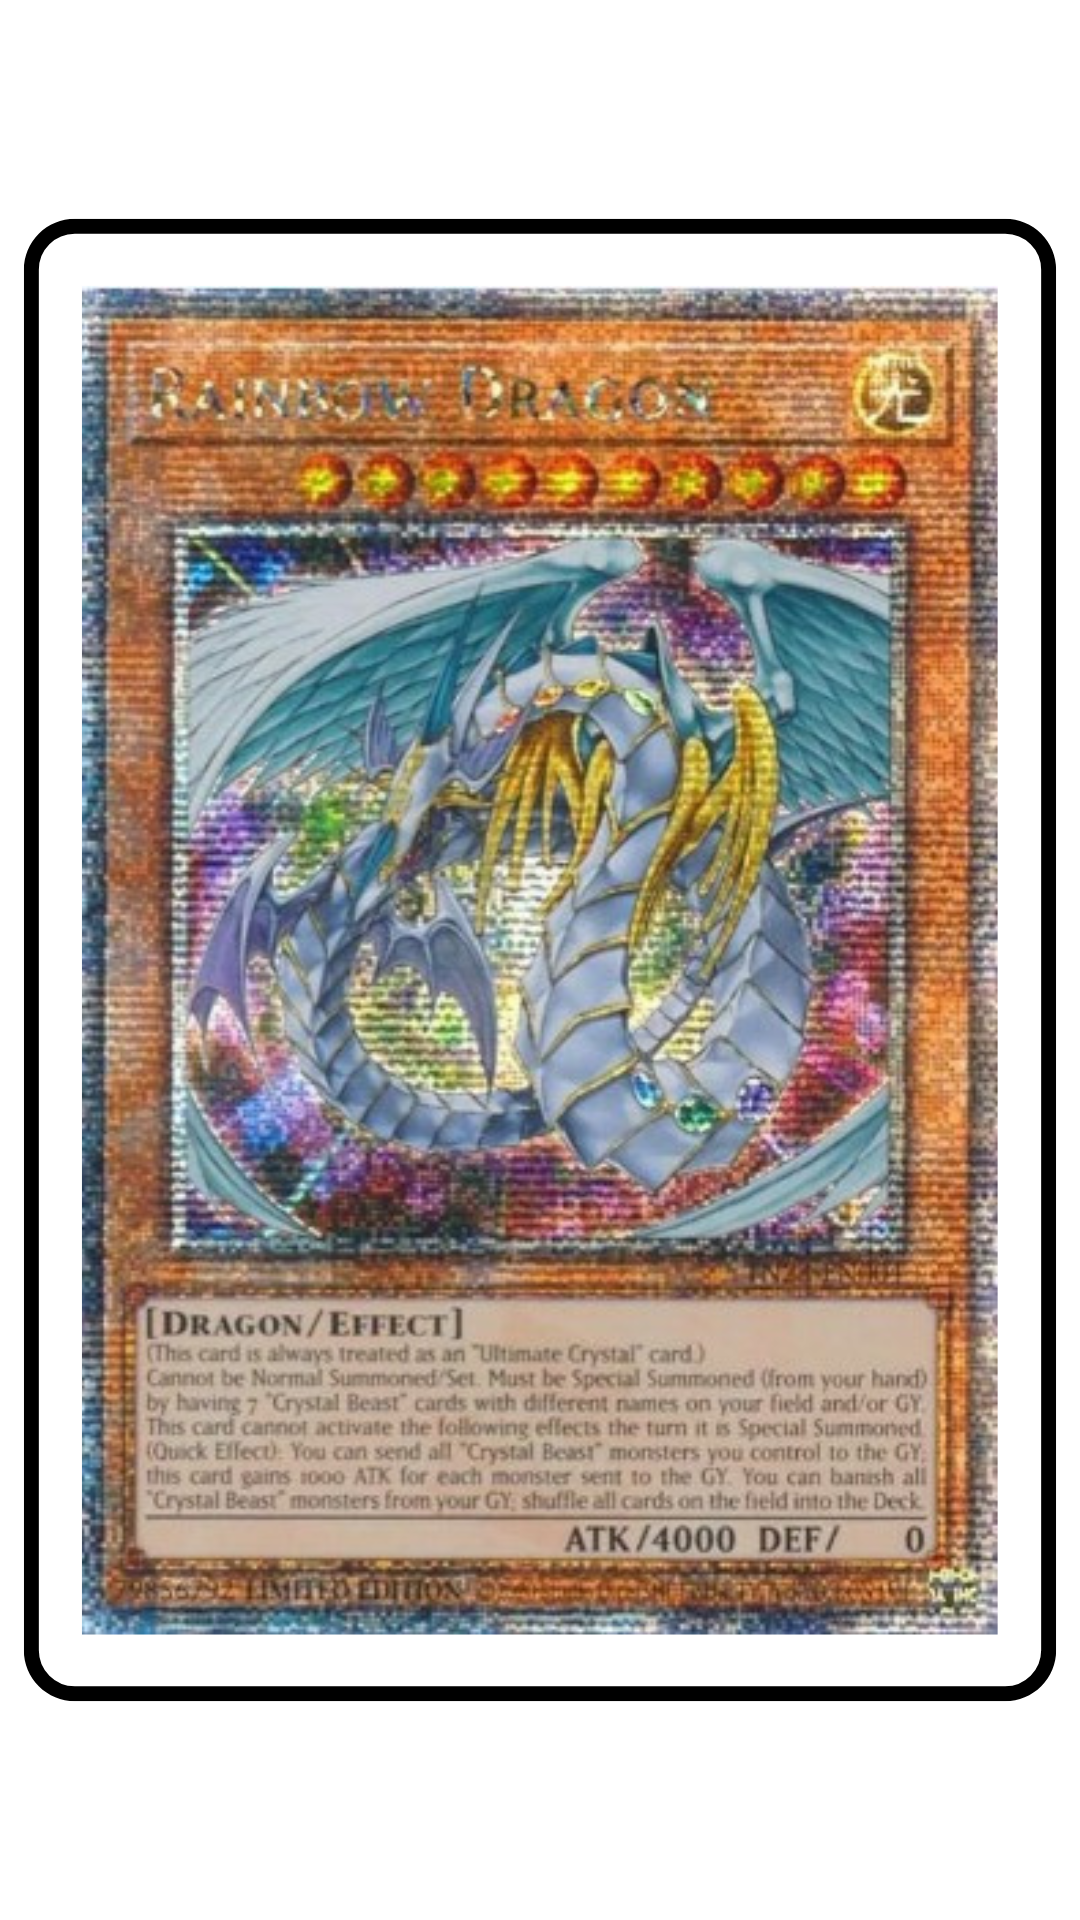 RAINBOW DRAGON
光
[DRAGON/EFFECT]
(This card is always treated as an "Ultimate Crystal" card.)
Cannot be Normal Summoned/Set. Must be Special Summoned (from your hand)
by having 7 "Crystal Beast" cards with different names on your field and/or GY.
This card cannot activate the following effects the turn it is Special Summoned.
(Quick Effect): You can send all "Crystal Beast" monsters you control to the GY;
this card gains 1000 ATK for each monster sent to the GY. You can banish all
"Crystal Beast" monsters from your GY; shuffle all cards on the field into the Deck.
ATK/4000 DEF/ 0
LIMITED EDITION